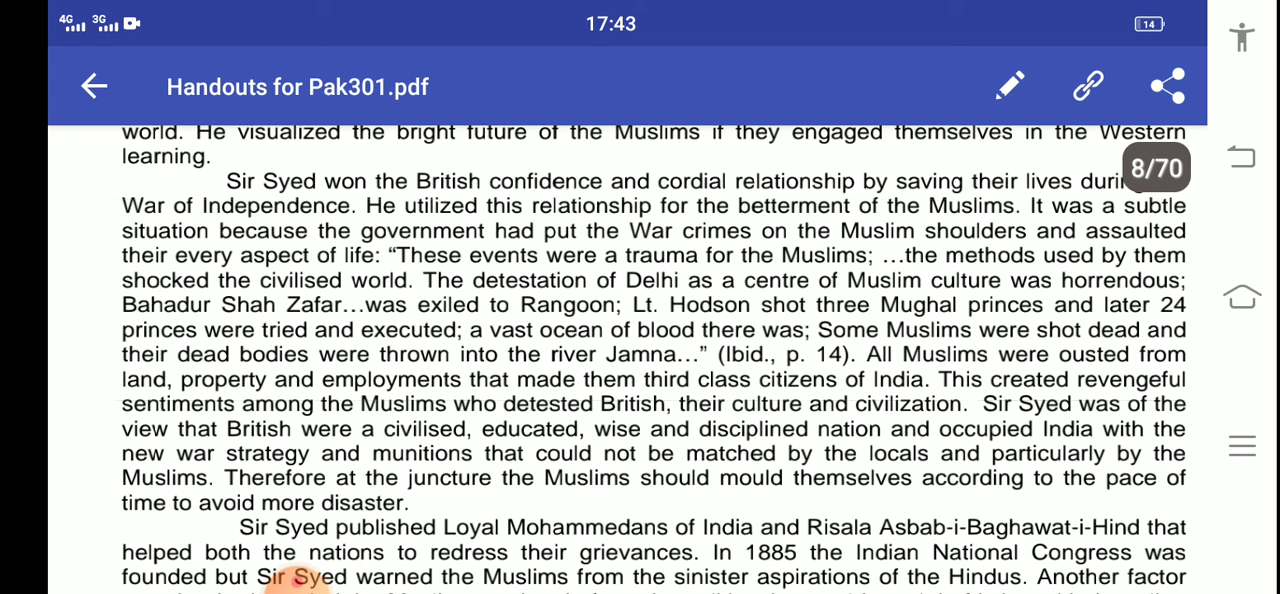 4G 3G 17:43 14
Handouts for Pak301.pdf
world. He visualized the bright future of the Muslims if they engaged themselves in the Western
learning.
8/70
Sir Syed won the British confidence and cordial relationship by saving their lives duri
War of Independence. He utilized this relationship for the betterment of the Muslims. It was a subtle
situation because the government had put the War crimes on the Muslim shoulders and assaulted
their every aspect of life: “These events were a trauma for the Muslims; …the methods used by them
shocked the civilised world. The detestation of Delhi as a centre of Muslim culture was horrendous;
Bahadur Shah Zafar…was exiled to Rangoon; Lt. Hodson shot three Mughal princes and later 24
princes were tried and executed; a vast ocean of blood there was; Some Muslims were shot dead and
their dead bodies were thrown into the river Jamna…” (Ibid., p. 14). All Muslims were ousted from
land, property and employments that made them third class citizens of India. This created revengeful
sentiments among the Muslims who detested British, their culture and civilization. Sir Syed was of the
view that British were a civilised, educated, wise and disciplined nation and occupied India with the
new war strategy and munitions that could not be matched by the locals and particularly by the
Muslims. Therefore at the juncture the Muslims should mould themselves according to the pace of
time to avoid more disaster.
Sir Syed published Loyal Mohammedans of India and Risala Asbab-i-Baghawat-i-Hind that
helped both the nations to redress their grievances. In 1885 the Indian National Congress was
founded but Sir Syed warned the Muslims from the sinister aspirations of the Hindus. Another factor